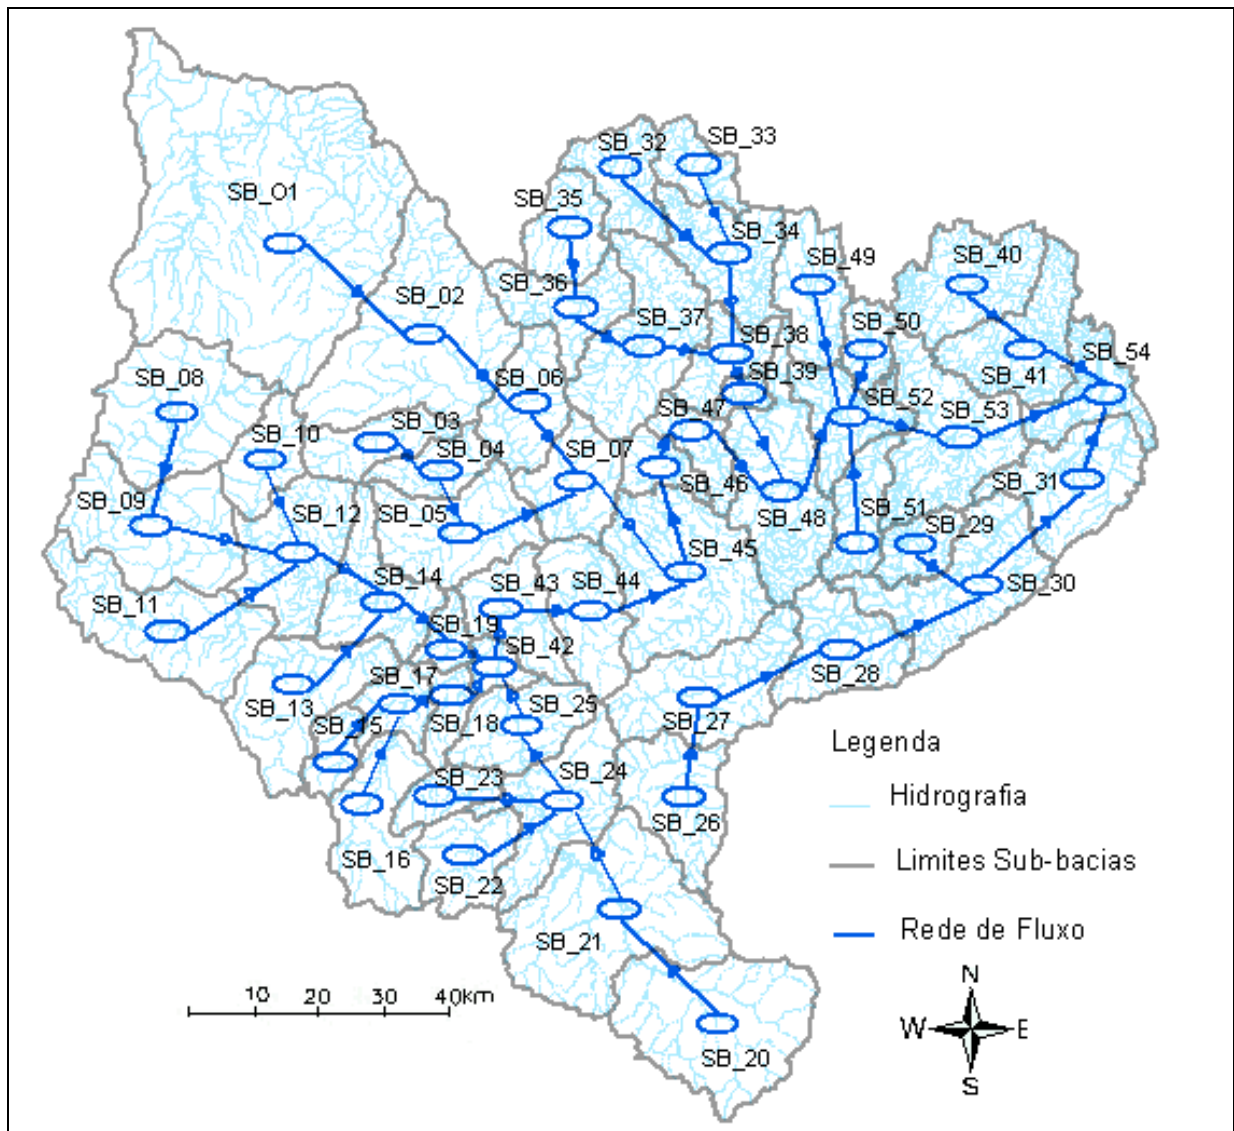 SB_32
SB_33
SB_O1
SB_35
SB_34
SB_49
SB_40
SB_36
SB_02
SB_37
SB_38
SB_50
SB_54
SB_39
SB_41
SB_08
SB_06
SB_47
SB_52
SB_53
SB_03
SB_10
SB_04
SB_07
SB_46
SB_31
SB_09
SB_12
SB_05
SB_48
SB_51
SB_29
SB_45
SB_14
SB_43
SB_44
SB_30
SB_11
SB_19
SB_42
SB_17
SB_28
SB_13
SB_15
SB_18
SB_25
SB_27
Legenda
SB_23
SB_24
Hidrografia
SB_26
SB_16
SB_22
Limites Sub-bacias
SB_21
Rede de Fluxo
N
10 20 30 40km
W E
SB_20
S